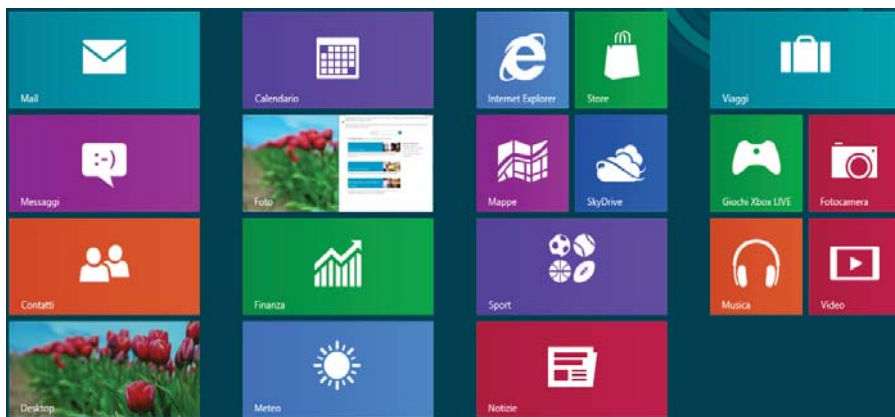 Mail
Calendario
Internet Explorer
Store
Viaggi
Messaggi
Foto
Mappe
SkyDrive
Giochi Xbox LIVE
Fotocamera
Contatti
Finanza
Sport
Musica
Video
Desktop
Meteo
Notizie